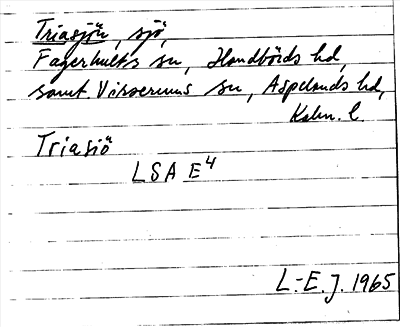 Triasjön, sjö,
Fagerhults sn, Handbörds hd,
samt Virserums sn, Aspelands hd,
Kalm. l.
Triasiö
LSA E4
L-E. J. 1965